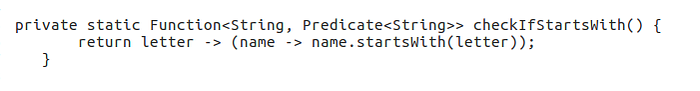 private static Function<String, Predicate<String>> checkIfStartsWith() {
return letter -> (name -> name.startsWith(letter));
}